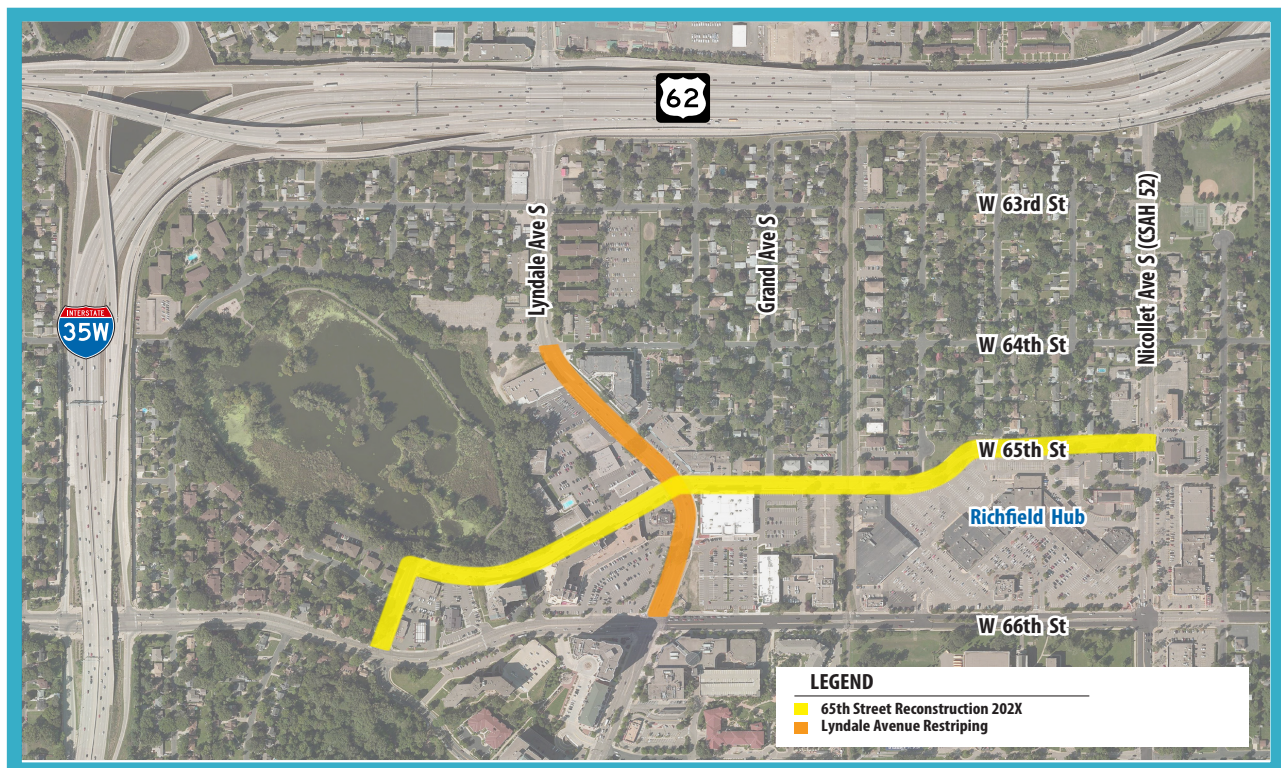 62
W 63rd St
Lyndale Ave S
Grand Ave S
Nicollet Ave S (CSAH 52)
INTERSTATE
35W
W 64th St
W 65th St
Richfield Hub
W 66th St
LEGEND
65th Street Reconstruction 202X
Lyndale Avenue Restriping